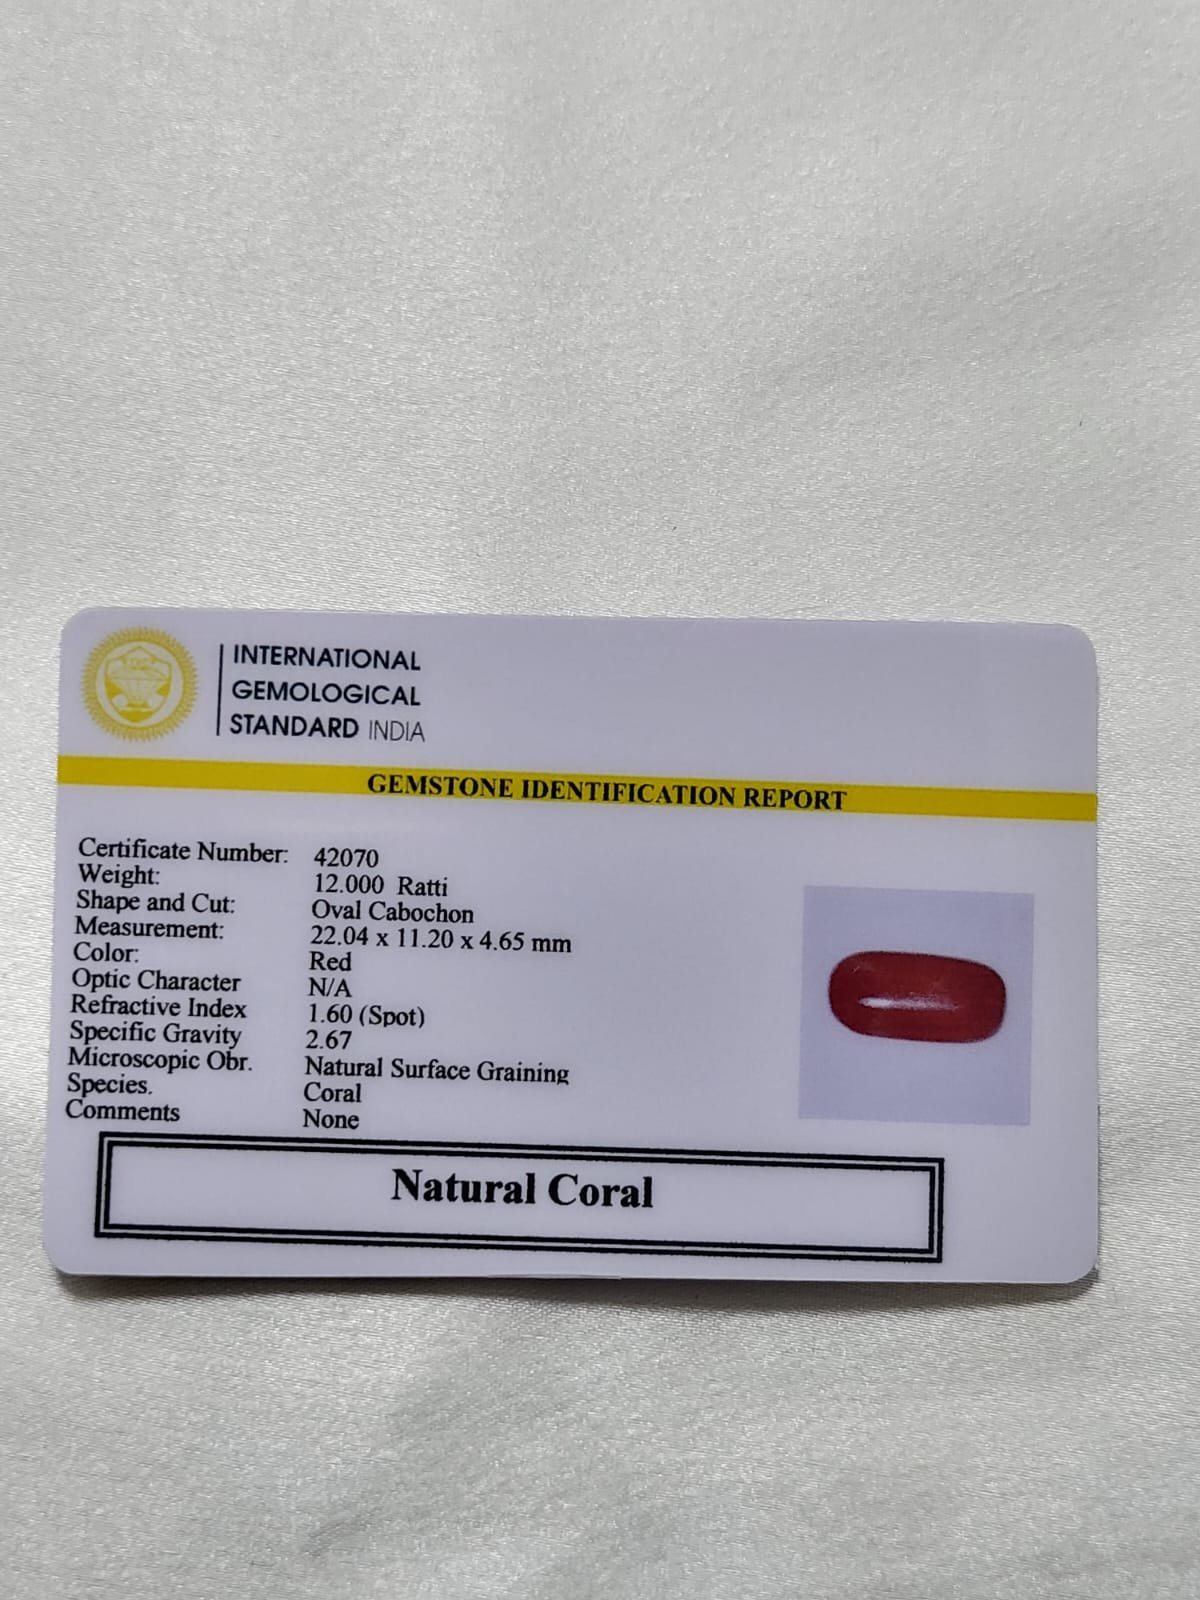 INTERNATIONAL
GEMOLOGICAL
STANDARD INDIA
GEMSTONE IDENTIFICATION REPORT
Certificate Number: 42070
Weight: 12.000 Ratti
Shape and Cut: Oval Cabochon
Measurement: 22.04 x 11.20 x 4.65 mm
Color: Red
Optic Character N/A
Refractive Index 1.60 (Spot)
Specific Gravity 2.67
Microscopic Obr. Natural Surface Graining
Species. Coral
Comments None
Natural Coral